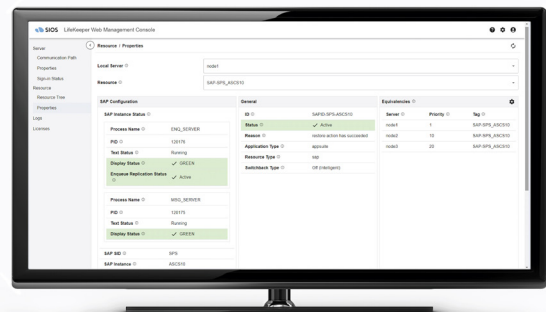 SIOS LifeKeeper Web Management Console
Server
Communication Path
Properties
Sign-in Status
Resource
Resource Tree
Properties
Logs
Licenses
Resource / Properties
Local Server
node1
Resource
SAP-SPS_ASCS10
SAP Configuration
SAP Instance Status
Process Name ENQ_SERVER
PID
Text Status Running
Display Status GREEN
Enqueue Replication Status Active
Process Name MSG_SERVER
PID
Text Status Running
Display Status GREEN
SAP SID SPS
SAP Instance ASCS10
General
ID SAPID-SPS-ASCS10
Status Active
Reason restore action has succeeded
Application Type appsuite
Resource Type sap
Switchback Type Off (Intelligent)
Equivalencies
Server Priority Tag
node1 1 SAP-SPS_ASCS10
node2 10 SAP-SPS_ASCS10
node3 20 SAP-SPS_ASCS10